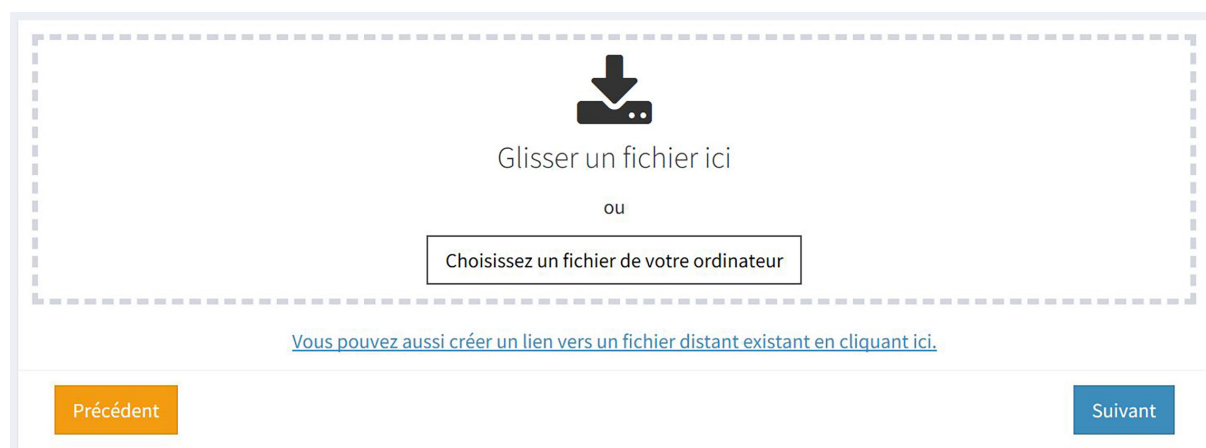 Glisser un fichier ici
ou
Choisissez un fichier de votre ordinateur
Vous pouvez aussi créer un lien vers un fichier distant existant en cliquant ici.
Précédent
Suivant